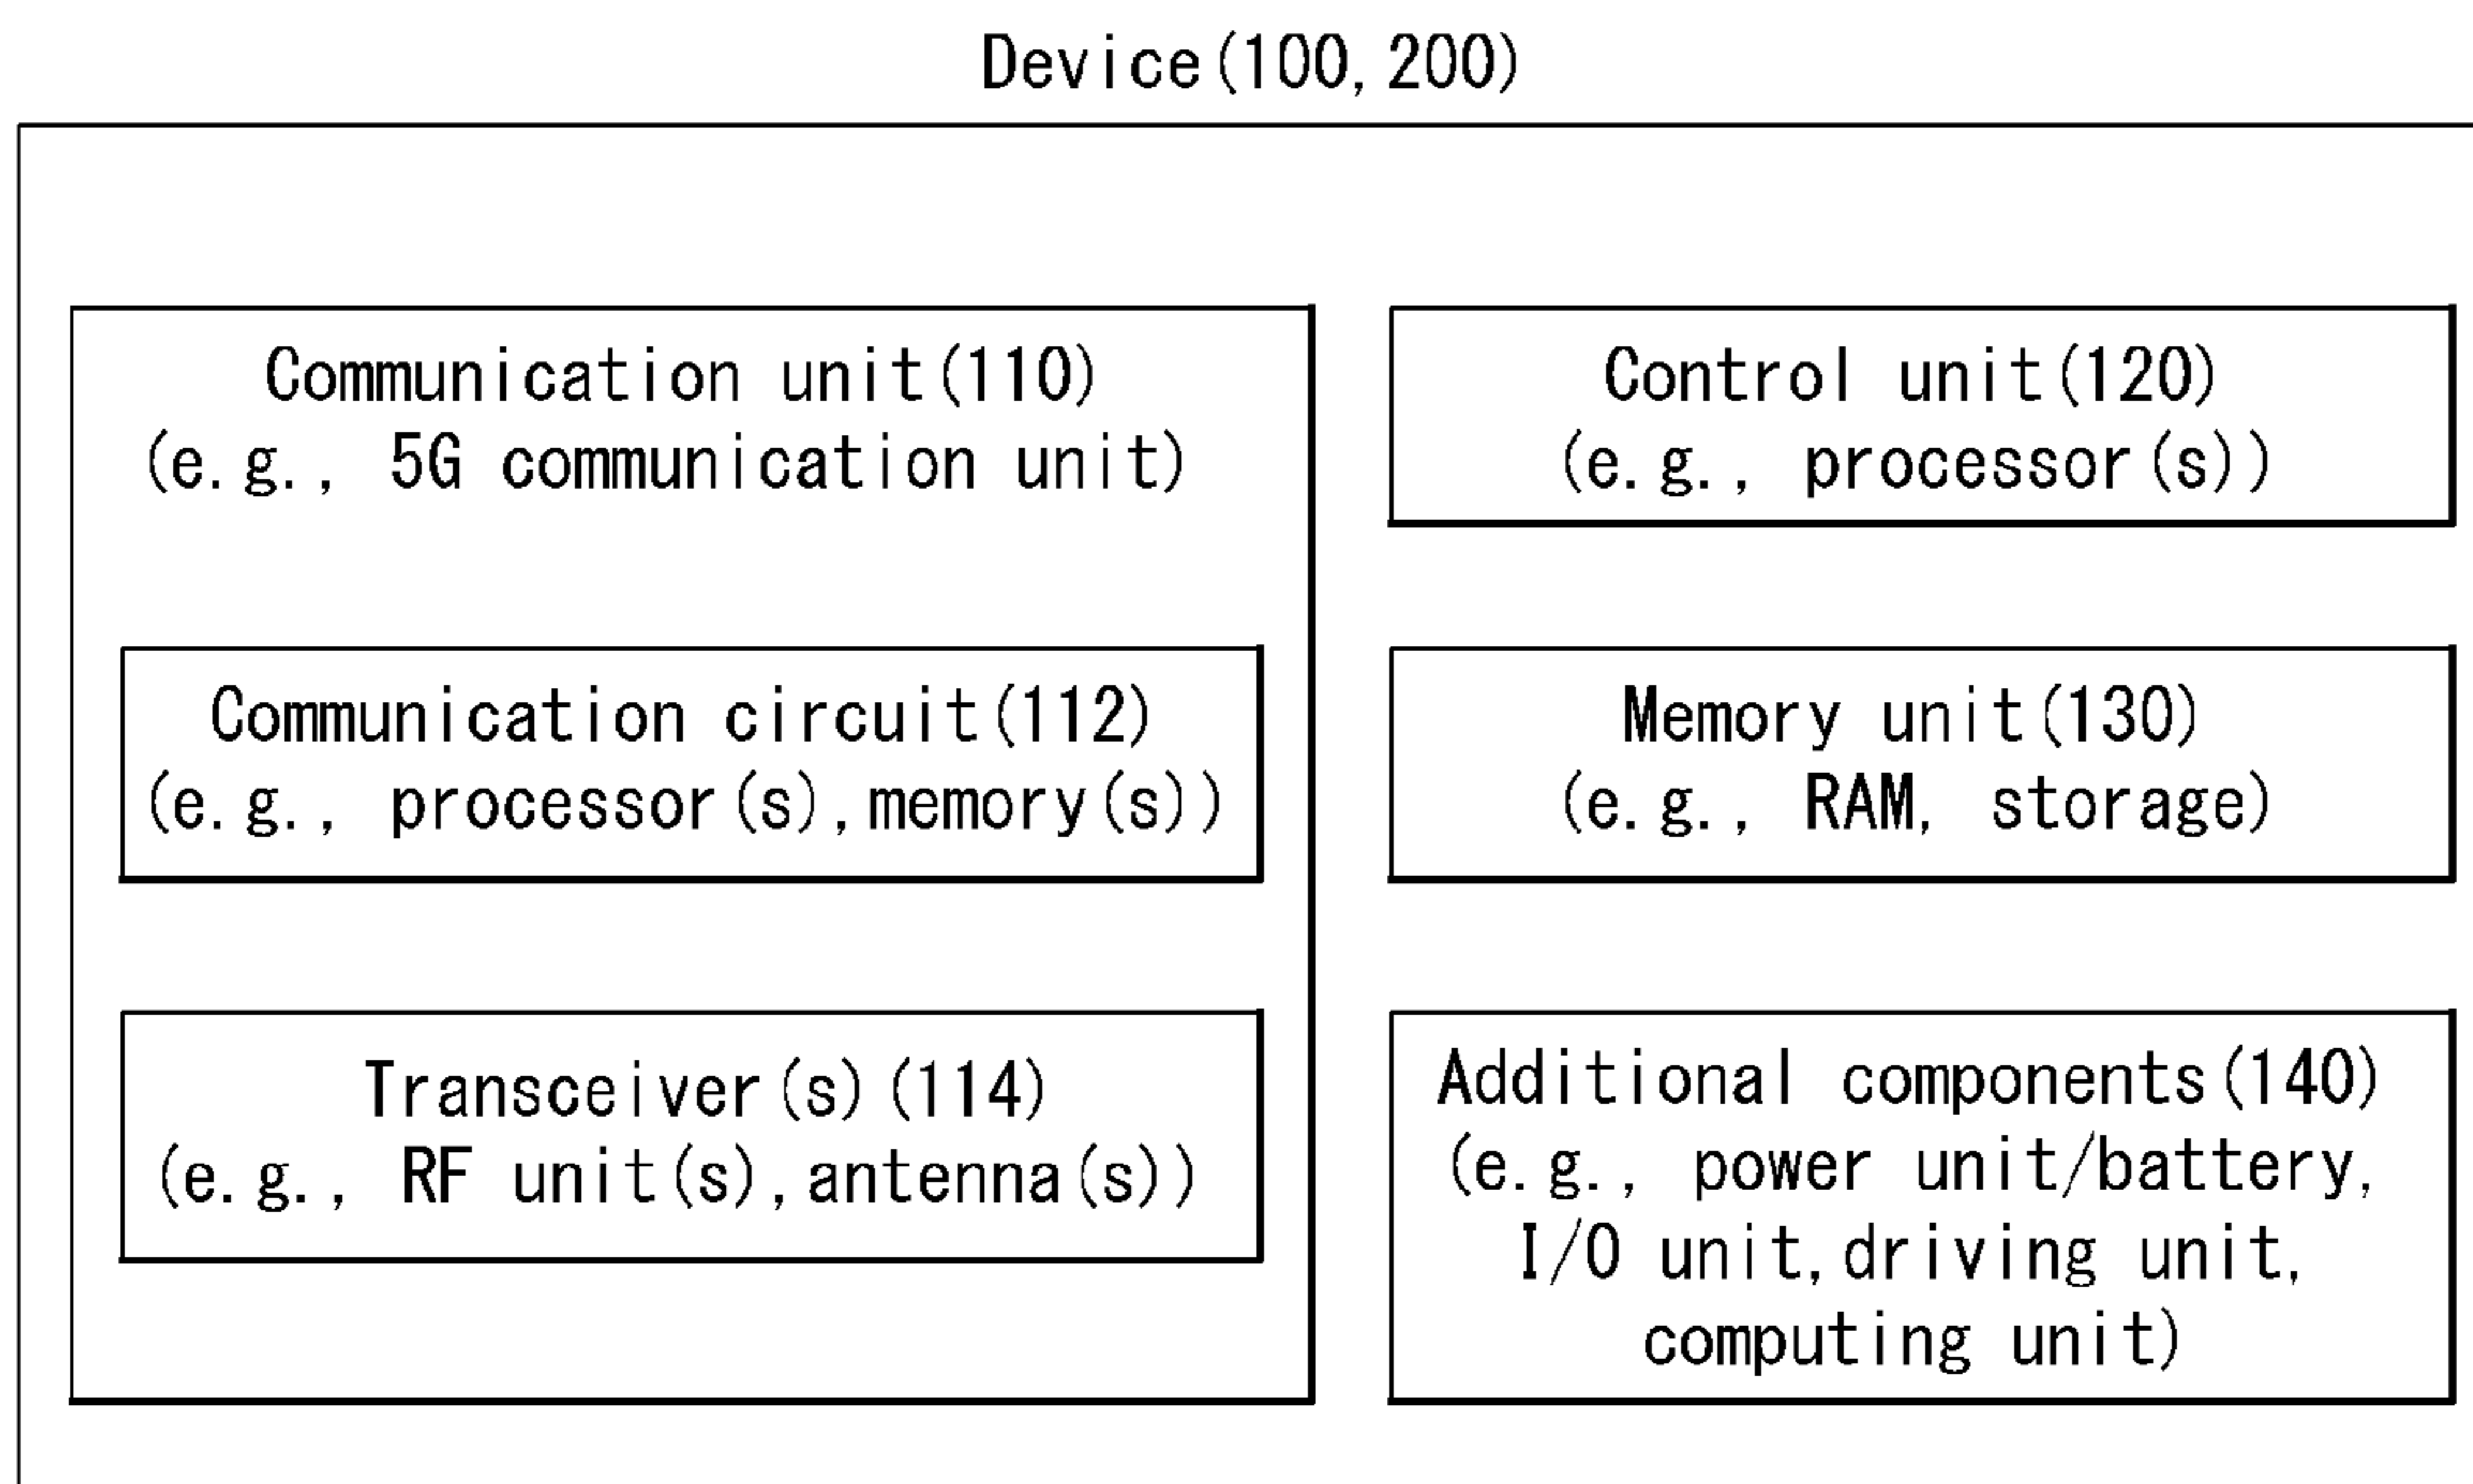 Device(100,200)
Communication unit(110)
(e.g., 5G communication unit)
Communication circuit(112)
(e.g., processor(s),memory(s))
Transceiver(s)(114)
(e.g., RF unit(s),antenna(s))
Control unit(120)
(e.g., processor(s))
Memory unit(130)
(e.g., RAM, storage)
Additional components(140)
(e.g., power unit/battery,
I/O unit,driving unit,
computing unit)